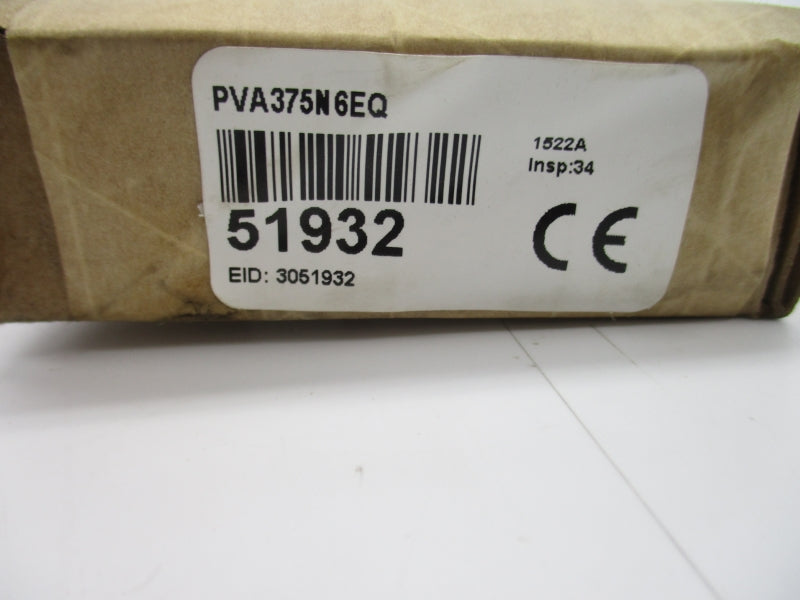 PVA375N6EQ
1522A
Insp:34
51932
CE
EID: 3051932